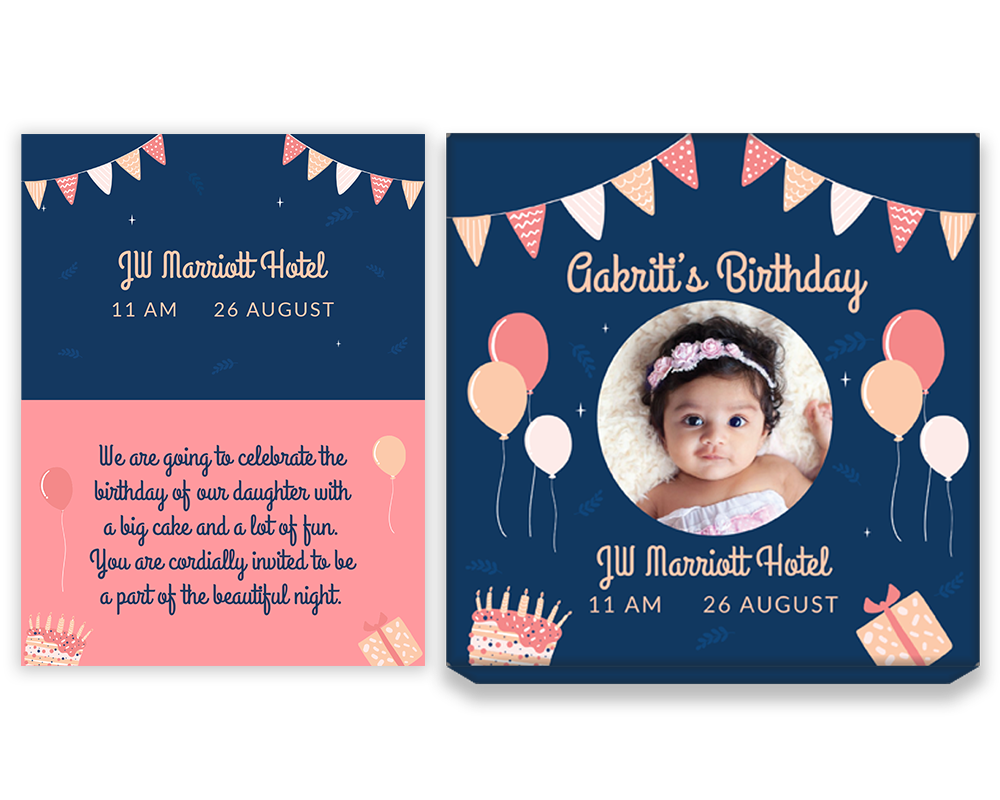 JW Marriott Hotel
11 AM 26 AUGUST
We are going to celebrate the
birthday of our daughter with
a big cake and a lot of fun.
You are cordially invited to be
a part of the beautiful night.
Aakriti's Birthday
JW Marriott Hotel
11 AM 26 AUGUST